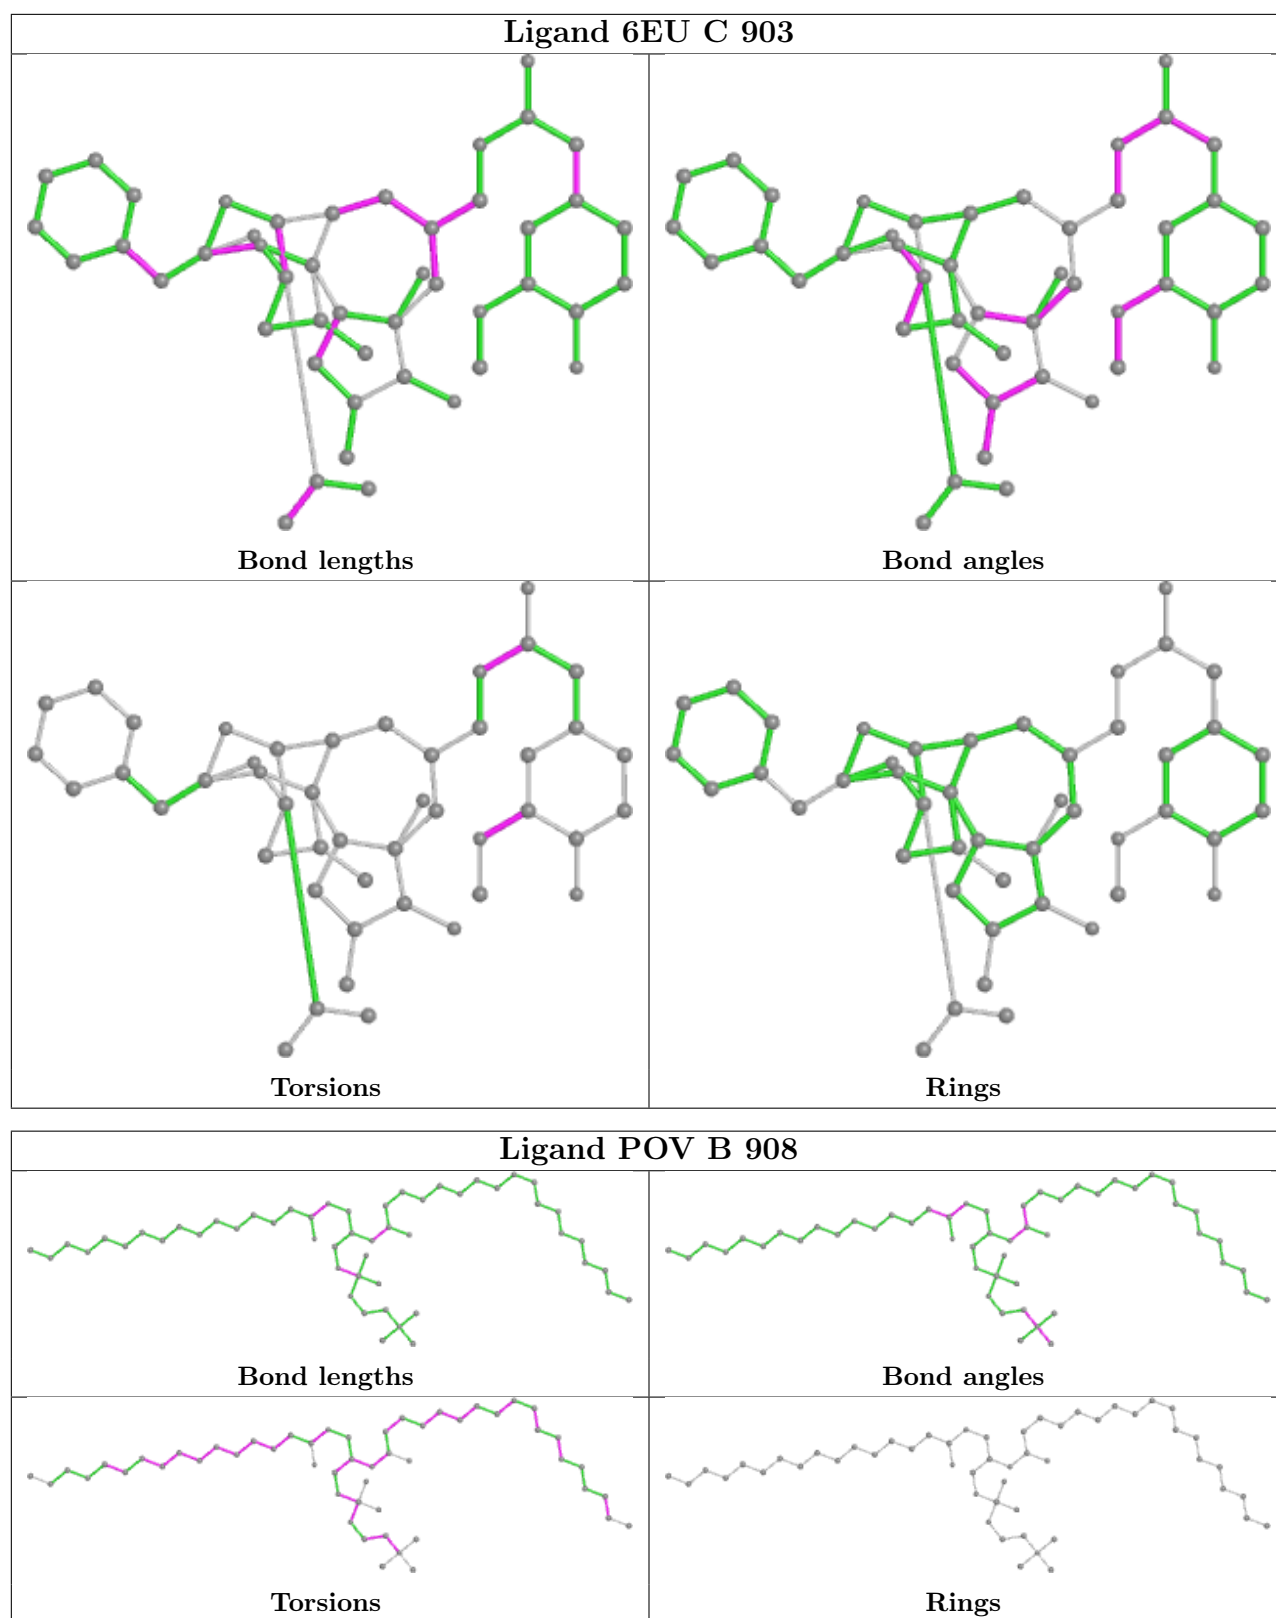 Ligand 6EU C 903
Bond lengths
Bond angles
Torsions
Rings
Ligand POV B 908
Bond lengths
Bond angles
Torsions
Rings